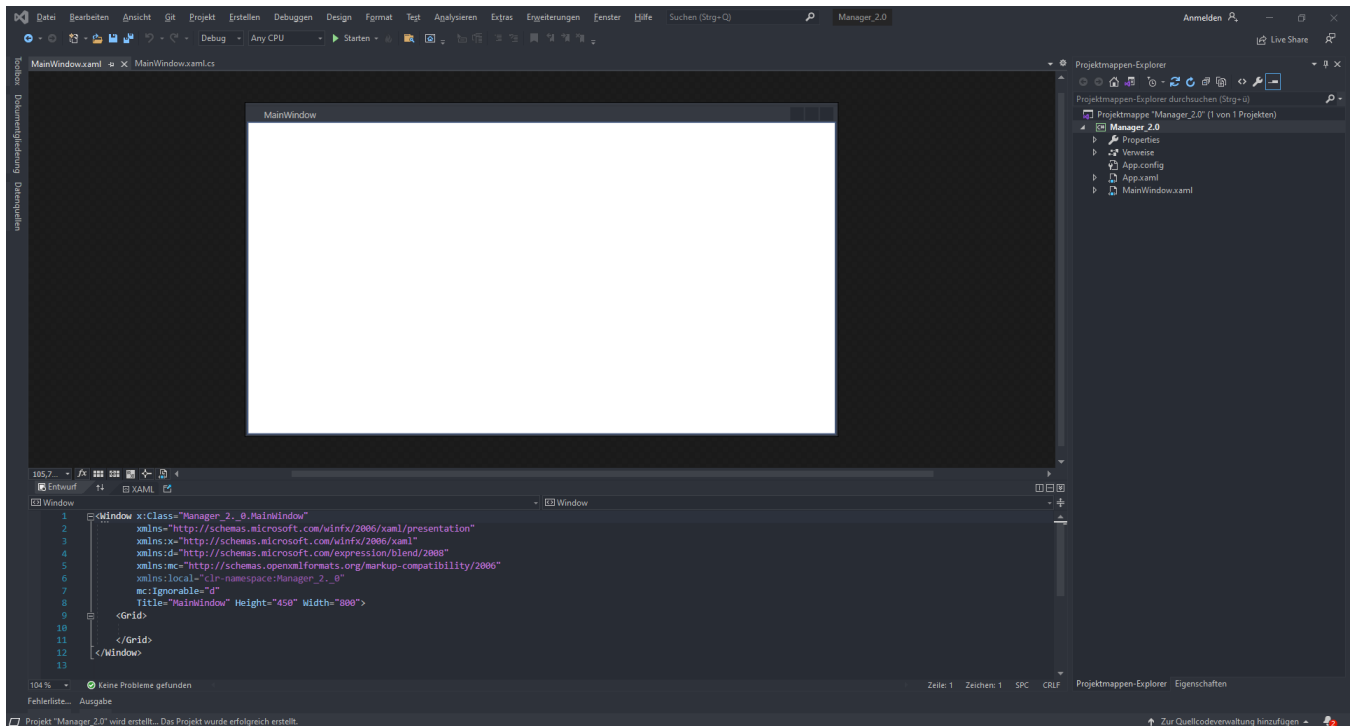 Datei Bearbeiten Ansicht Git Projekt Erstellen Debuggen Design Format Test Analysieren Extras Erweiterungen Fenster Hilfe Suchen (Strg+Q) Manager_2.0 Anmelden
Debug Any CPU Starten Live Share
Toolbox
Dokumentgliederung
Datenquellen
MainWindow.xaml MainWindow.xaml.cs
MainWindow
105,7...
Entwurf XAML
Window Window
1 <Window x:Class="Manager_2._0.MainWindow"
2 xmlns="http://schemas.microsoft.com/winfx/2006/xaml/presentation"
3 xmlns:x="http://schemas.microsoft.com/winfx/2006/xaml"
4 xmlns:d="http://schemas.microsoft.com/expression/blend/2008"
5 xmlns:mc="http://schemas.openxmlformats.org/markup-compatibility/2006"
6 xmlns:local="clr-namespace:Manager_2._0"
7 mc:Ignorable="d"
8 Title="MainWindow" Height="450" Width="800">
9 <Grid>
10
11 </Grid>
12 </Window>
13
104 % Keine Probleme gefunden Zeile: 1 Zeichen: 1 SPC CRLF
Fehlerliste... Ausgabe
Projektmappen-Explorer
Projektmappen-Explorer durchsuchen (Strg+ü)
Projektmappe "Manager_2.0" (1 von 1 Projekten)
Manager_2.0
Properties
Verweise
App.config
App.xaml
MainWindow.xaml
Projektmappen-Explorer Eigenschaften
Projekt "Manager_2.0" wird erstellt... Das Projekt wurde erfolgreich erstellt. Zur Quellcodeverwaltung hinzufügen 2